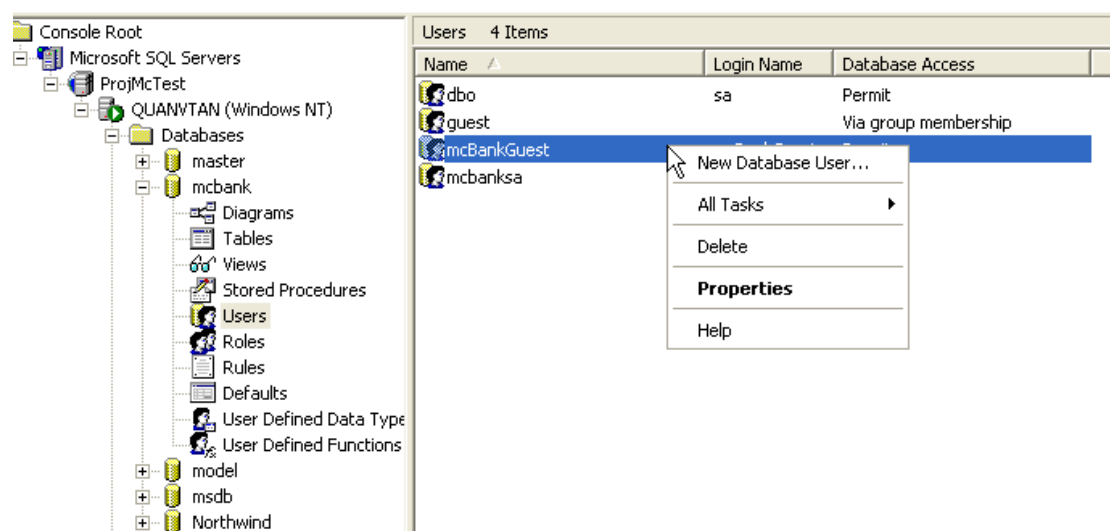 Console Root
Microsoft SQL Servers
ProjMcTest
QUANVTAN (Windows NT)
Databases
master
mcbank
Diagrams
Tables
Views
Stored Procedures
Users
Roles
Rules
Defaults
User Defined Data Type
User Defined Functions
model
msdb
Northwind
Users 4 Items
Name Login Name Database Access
dbo sa Permit
guest Via group membership
mcBankGuest
mcbanksa
New Database User...
All Tasks
Delete
Properties
Help